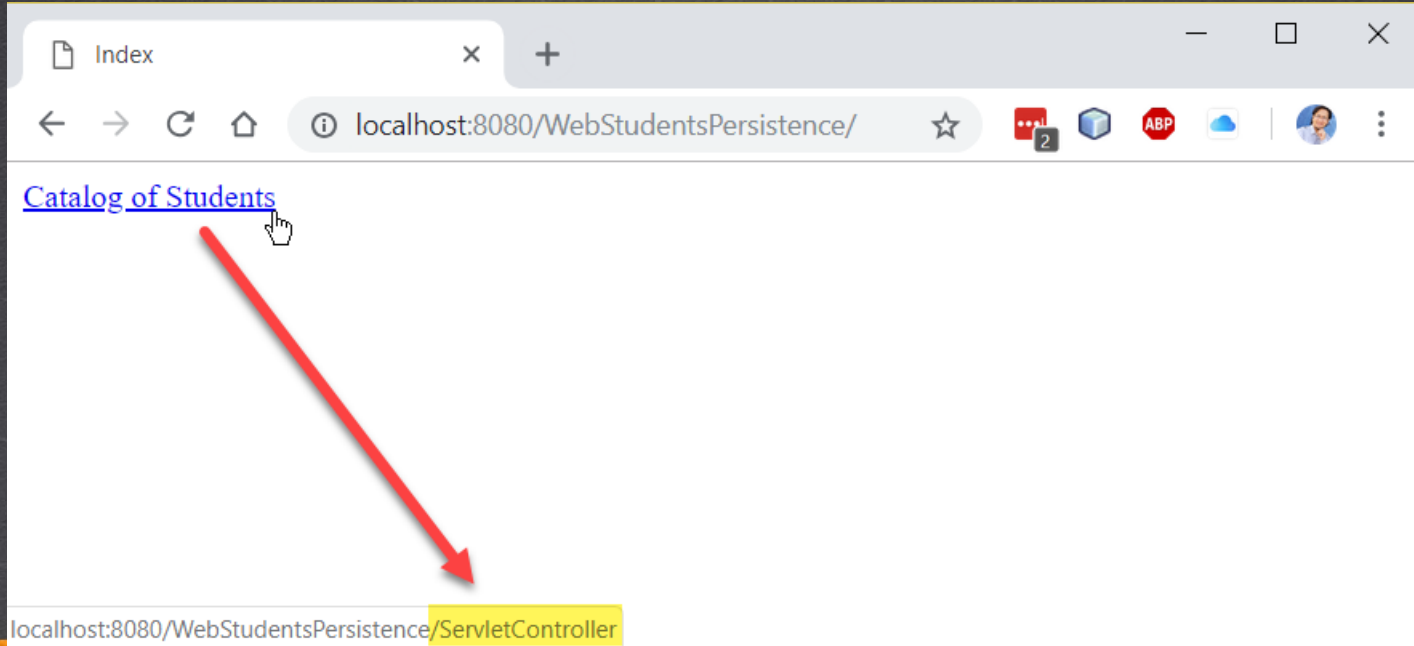 Index
localhost:8080/WebStudentsPersistence/
2
ABP
Catalog of Students
localhost:8080/WebStudentsPersistence/ServletController